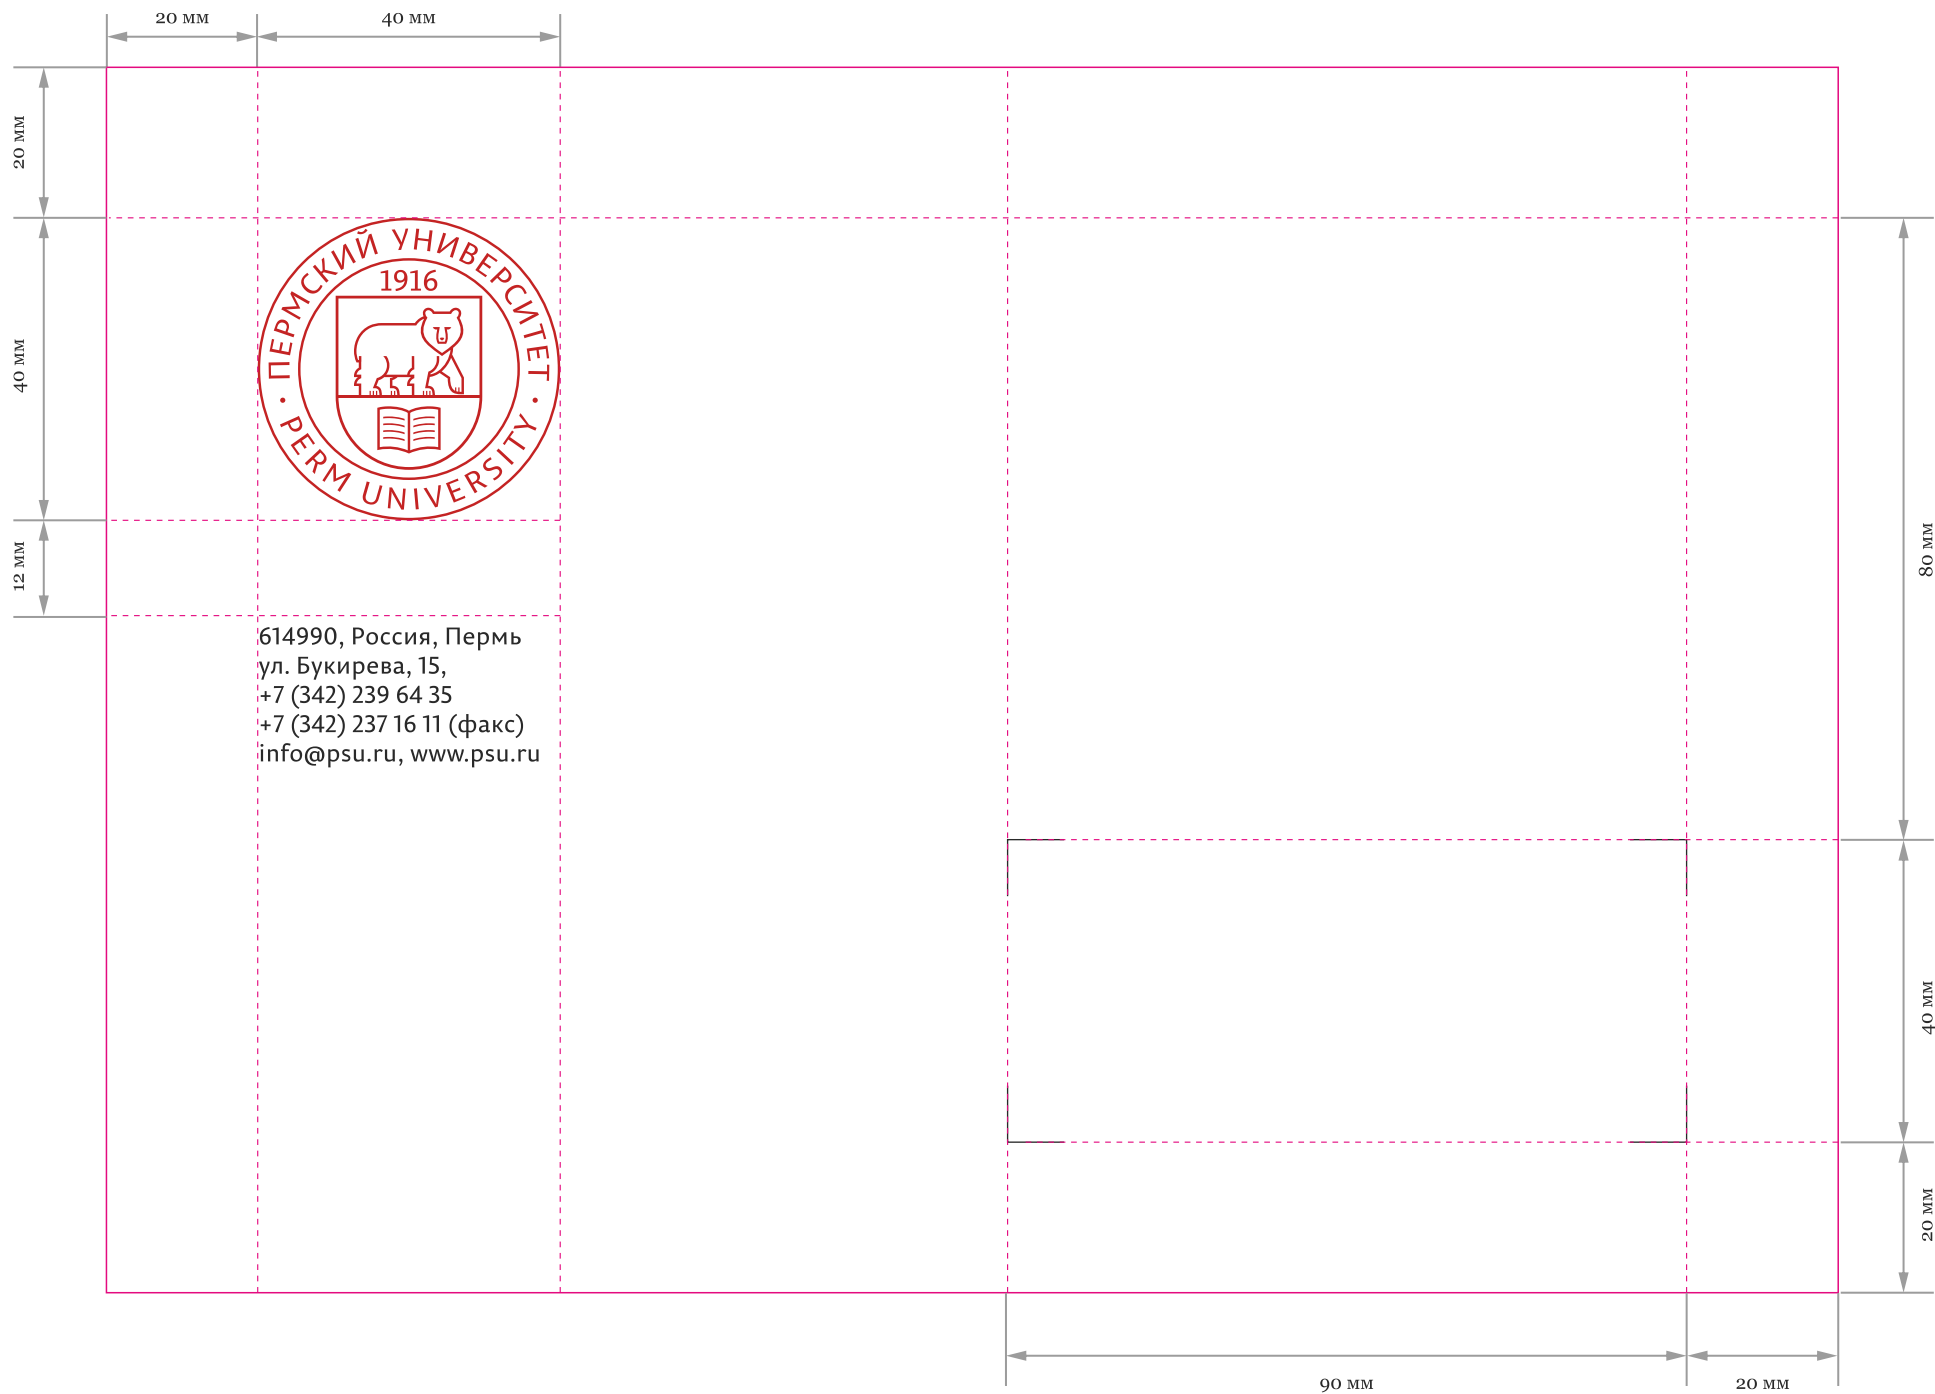 20 мм
40 мм
20 мм
ПЕРМСКИЙ УНИВЕРСИТЕТ
1916
40 мм
PERM UNIVERSITY
12 мм
80 мм
614990, Россия, Пермь
ул. Букирева, 15,
+7 (342) 239 64 35
+7 (342) 237 16 11 (факс)
info@psu.ru, www.psu.ru
40 мм
20 мм
90 мм
20 мм